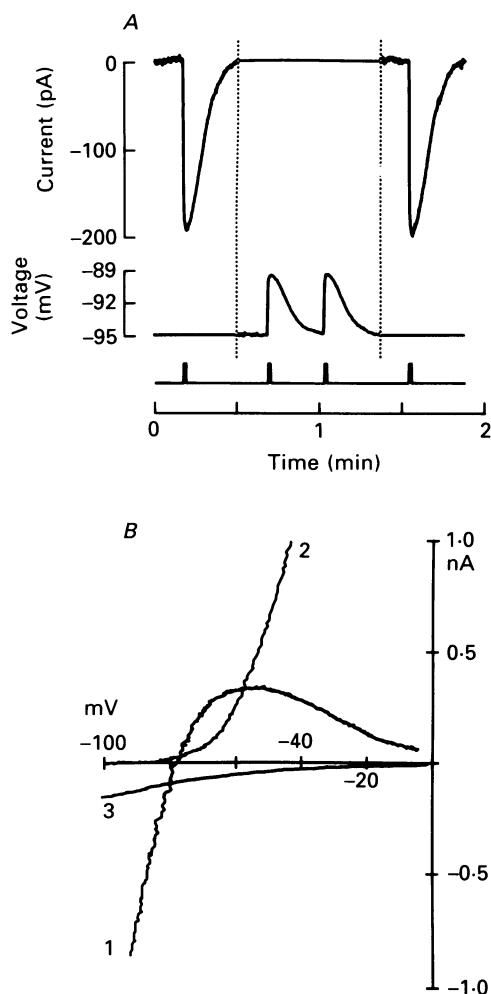 A
Current (pA)
0
−100
−200
Voltage
(mV)
−89
−92
−95
0 1 2
Time (min)
B
1·0
nA
2
0·5
mV
−100 −40
−20
3
−0·5
1
−1·0